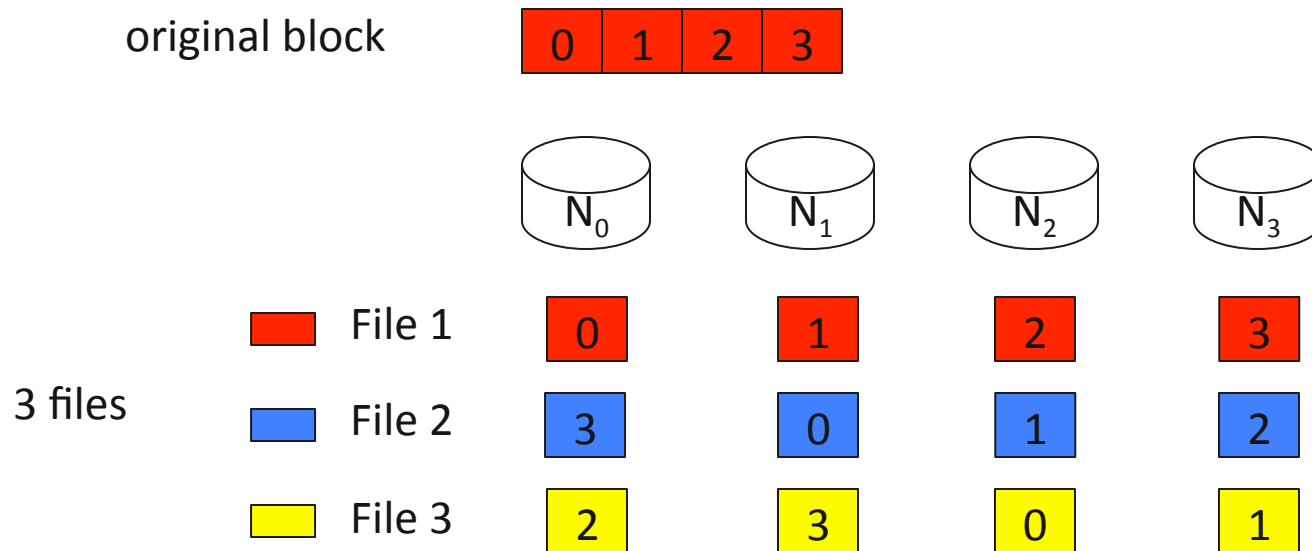 original block 0 1 2 3
N₀ N₁ N₂ N₃
File 1 0 1 2 3
3 files
File 2 3 0 1 2
File 3 2 3 0 1